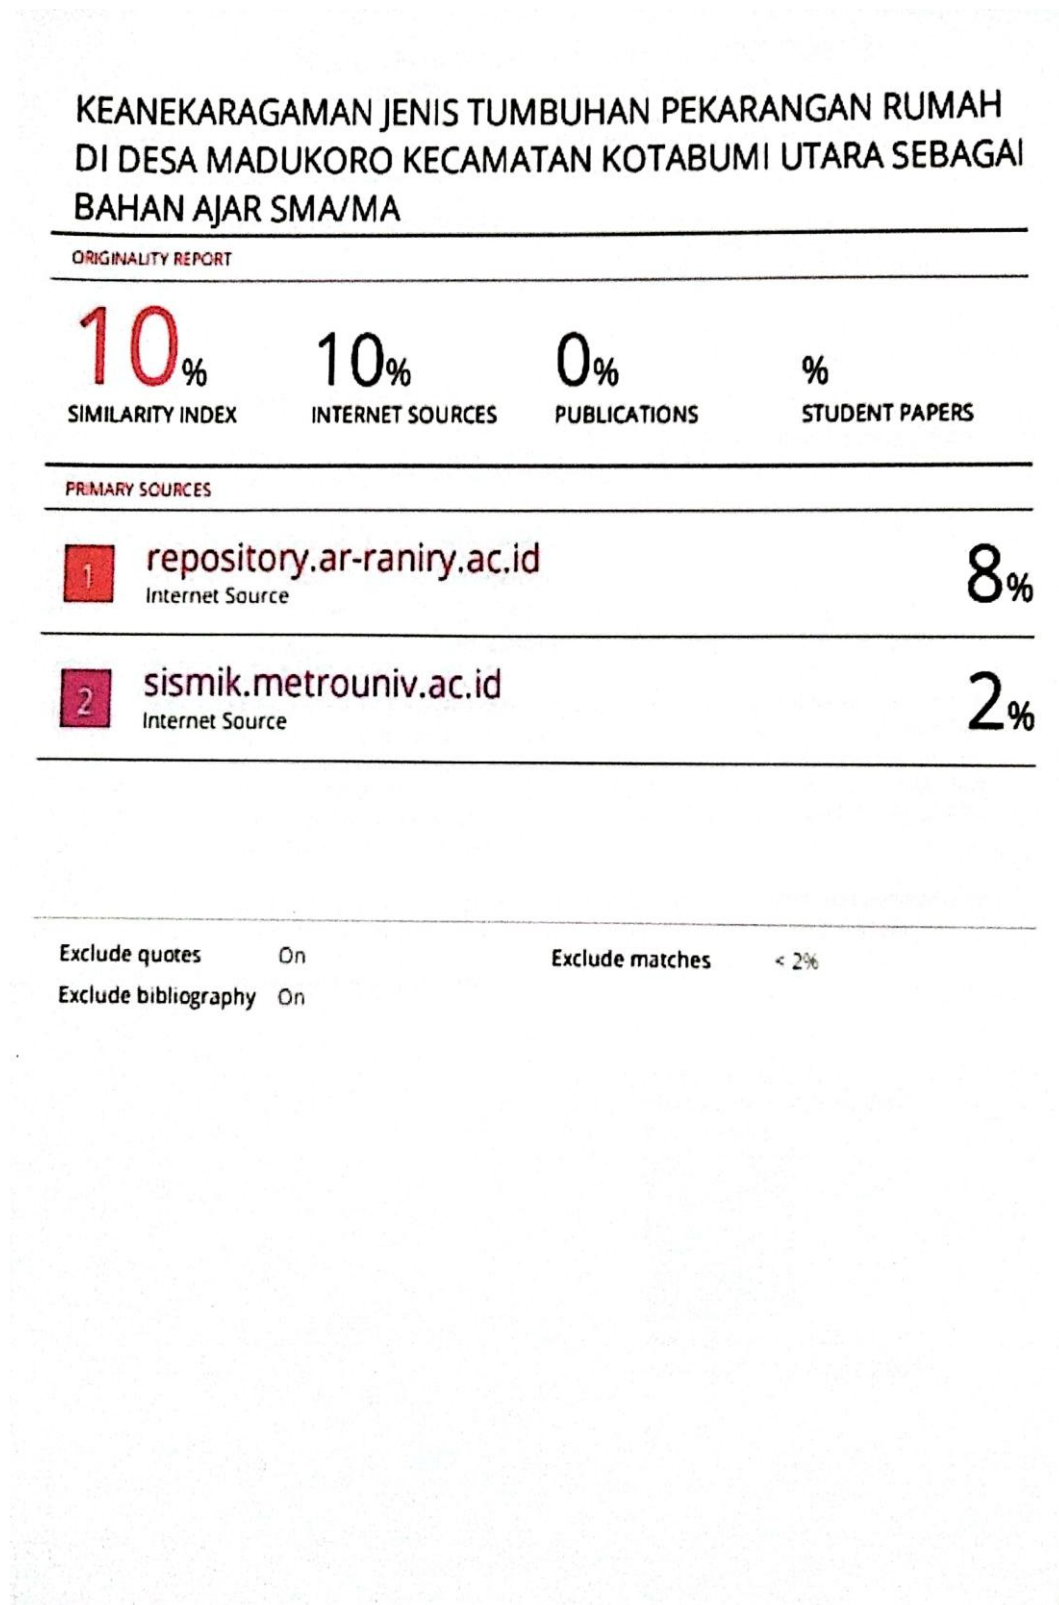 KEANEKARAGAMAN JENIS TUMBUHAN PEKARANGAN RUMAH
DI DESA MADUKORO KECAMATAN KOTABUMI UTARA SEBAGAI
BAHAN AJAR SMA/MA
ORIGINALITY REPORT
10% 10% 0% %
SIMILARITY INDEX INTERNET SOURCES PUBLICATIONS STUDENT PAPERS
PRIMARY SOURCES
1 repository.ar-raniry.ac.id 8%
Internet Source
2 sismik.metrouniv.ac.id 2%
Internet Source
Exclude quotes On Exclude matches < 2%
Exclude bibliography On